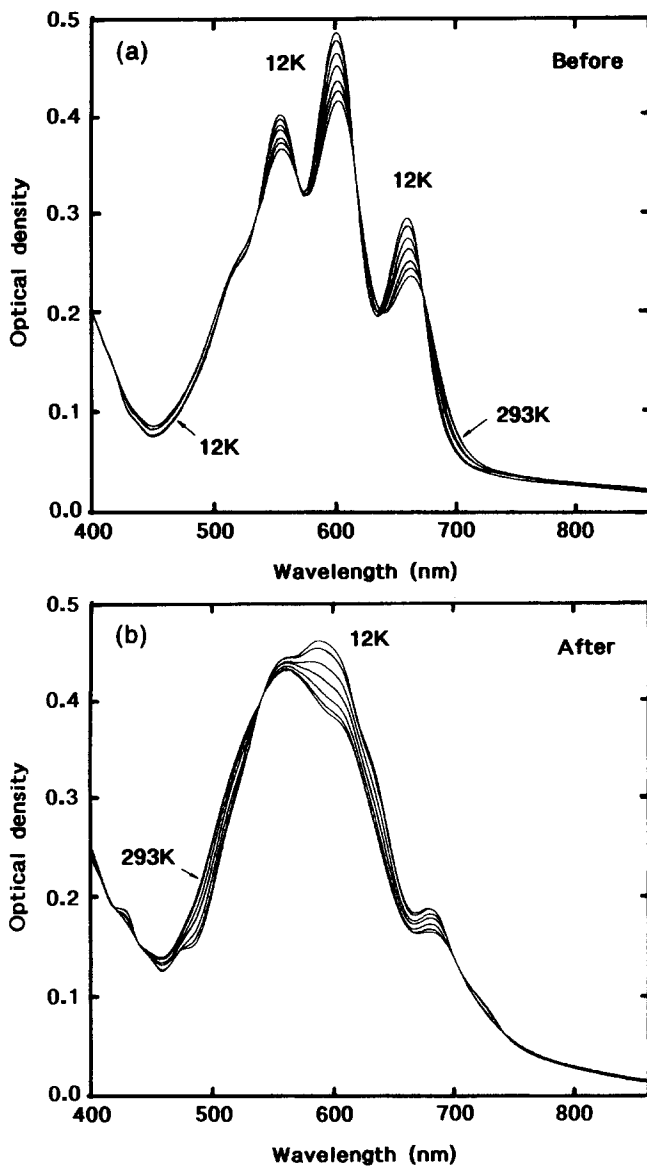 0.5
(a)
12K
Before
0.4
12K
0.3
Optical density
0.2
293K
0.1
12K
0.0
400 500 600 700 800
Wavelength (nm)
0.5
(b)
12K
After
0.4
0.3
Optical density
293K
0.2
0.1
0.0
400 500 600 700 800
Wavelength (nm)